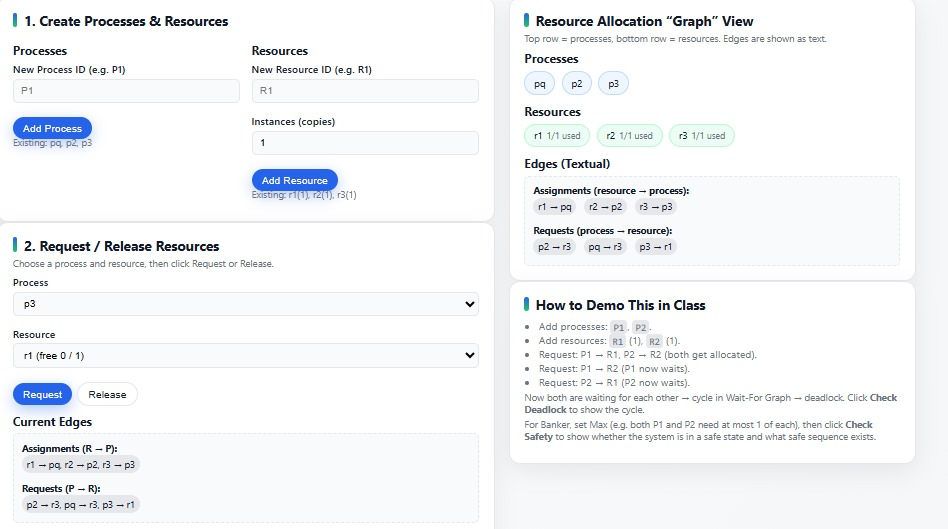 1. Create Processes & Resources
Processes
New Process ID (e.g. P1)
P1
Add Process
Existing: pq, p2, p3
Resources
New Resource ID (e.g. R1)
R1
Instances (copies)
1
Add Resource
Existing: r1(1), r2(1), r3(1)
2. Request / Release Resources
Choose a process and resource, then click Request or Release.
Process
p3
Resource
r1 (free 0 / 1)
Request Release
Current Edges
Assignments (R → P):
r1 → pq, r2 → p2, r3 → p3
Requests (P → R):
p2 → r3, pq → r3, p3 → r1
Resource Allocation “Graph” View
Top row = processes, bottom row = resources. Edges are shown as text.
Processes
pq p2 p3
Resources
r1 1/1 used r2 1/1 used r3 1/1 used
Edges (Textual)
Assignments (resource → process):
r1 → pq r2 → p2 r3 → p3
Requests (process → resource):
p2 → r3 pq → r3 p3 → r1
How to Demo This in Class
• Add processes: P1, P2.
• Add resources: R1 (1), R2 (1).
• Request: P1 → R1, P2 → R2 (both get allocated).
• Request: P1 → R2 (P1 now waits).
• Request: P2 → R1 (P2 now waits).
Now both are waiting for each other → cycle in Wait-For Graph → deadlock. Click Check
Deadlock to show the cycle.
For Banker, set Max (e.g. both P1 and P2 need at most 1 of each), then click Check
Safety to show whether the system is in a safe state and what safe sequence exists.